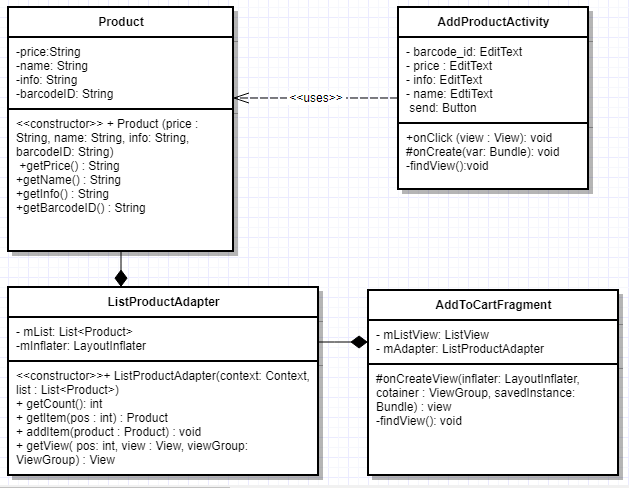 Product
-price:String
-name: String
-info: String
-barcodeID: String
<<constructor>> + Product (price :
String, name: String, info: String,
barcodeID: String)
+getPrice() : String
+getName() : String
+getInfo() : String
+getBarcodeID() : String
AddProductActivity
- barcode_id: EditText
- price : EditText
- info: EditText
- name: EdtiText
send: Button
+onClick (view : View): void
#onCreate(var: Bundle): void
-findView():void
<<uses>>
ListProductAdapter
- mList: List<Product>
-mInflater: LayoutInflater
<<constructor>>+ ListProductAdapter(context: Context,
list : List<Product>)
+ getCount(): int
+ getItem(pos : int) : Product
+ addItem(product : Product) : void
+ getView( pos: int, view : View, viewGroup:
ViewGroup) : View
AddToCartFragment
- mListView: ListView
- mAdapter: ListProductAdapter
#onCreateView(inflater: LayoutInflater,
cotainer : ViewGroup, savedInstance:
Bundle) : view
-findView(): void